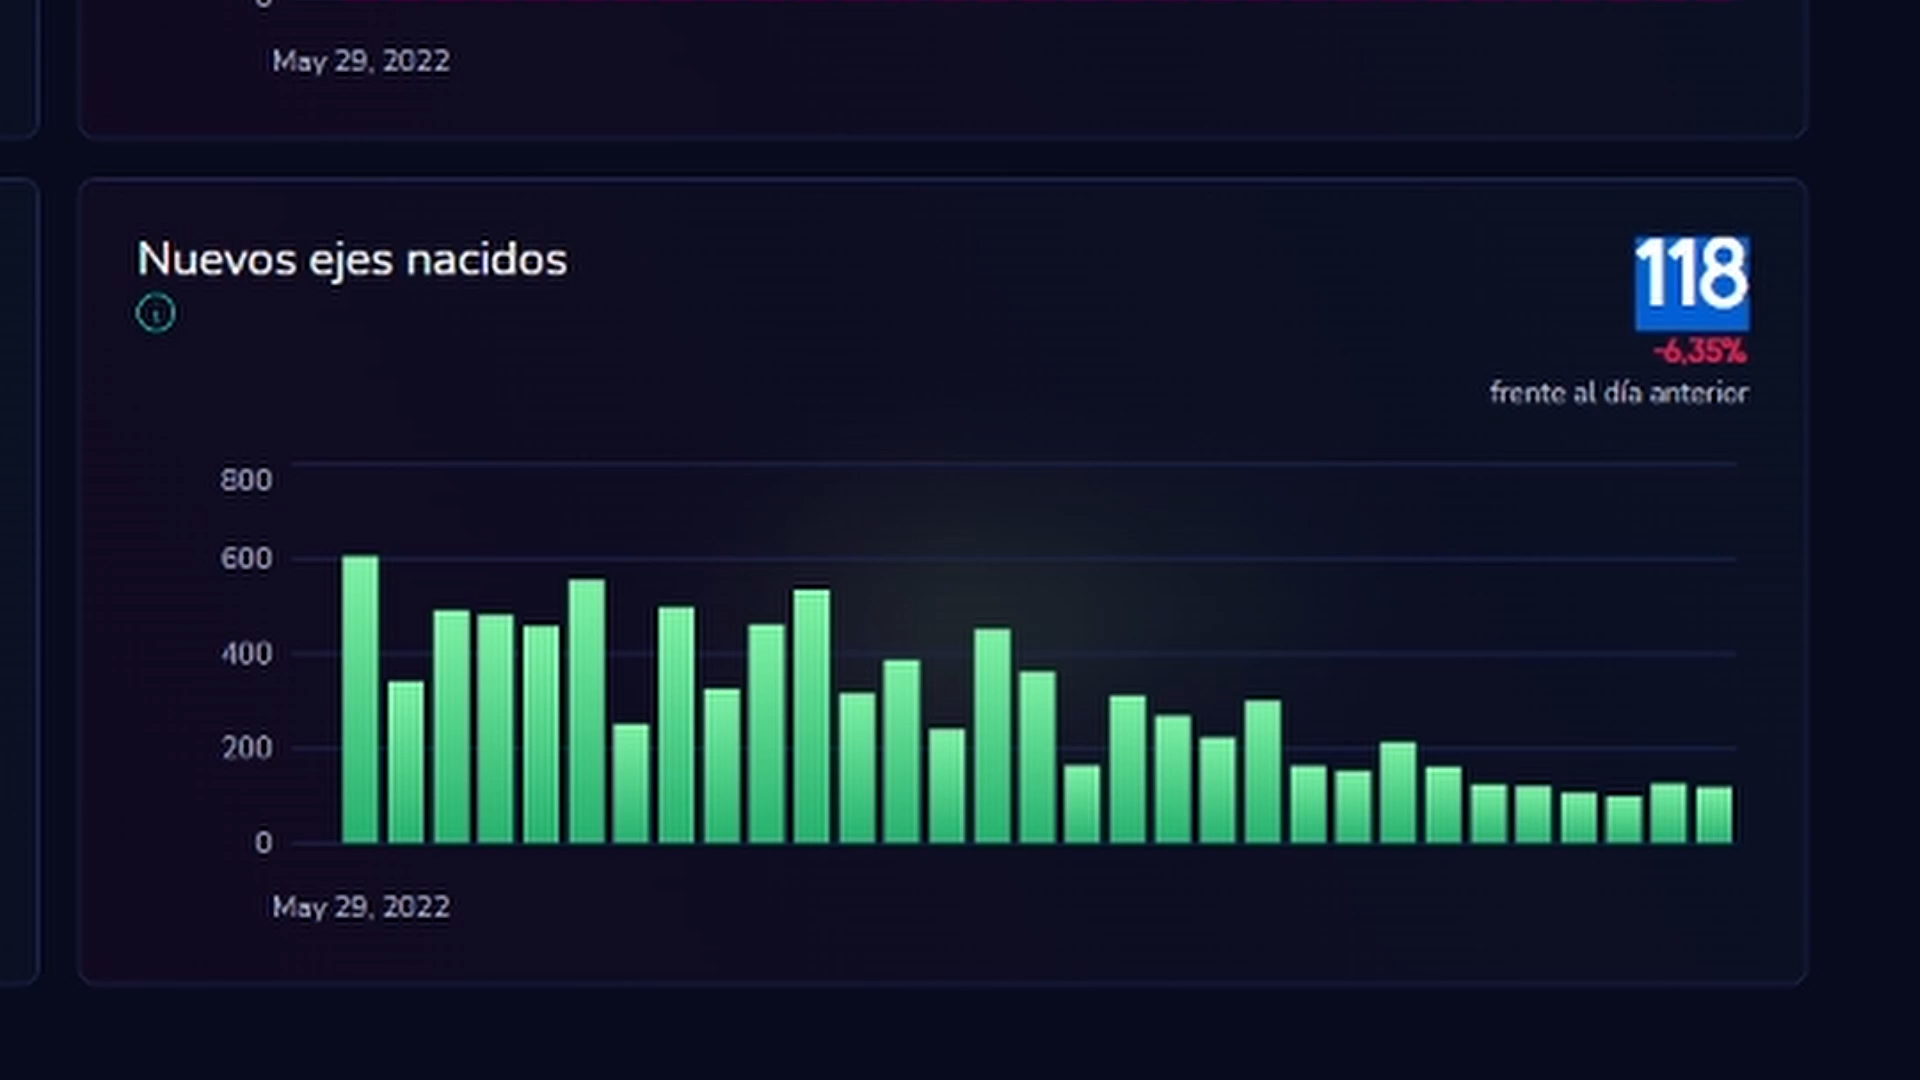 0
May 29, 2022
Nuevos ejes nacidos
118
-6,35%
frente al día anterior
800
600
400
200
0
May 29, 2022